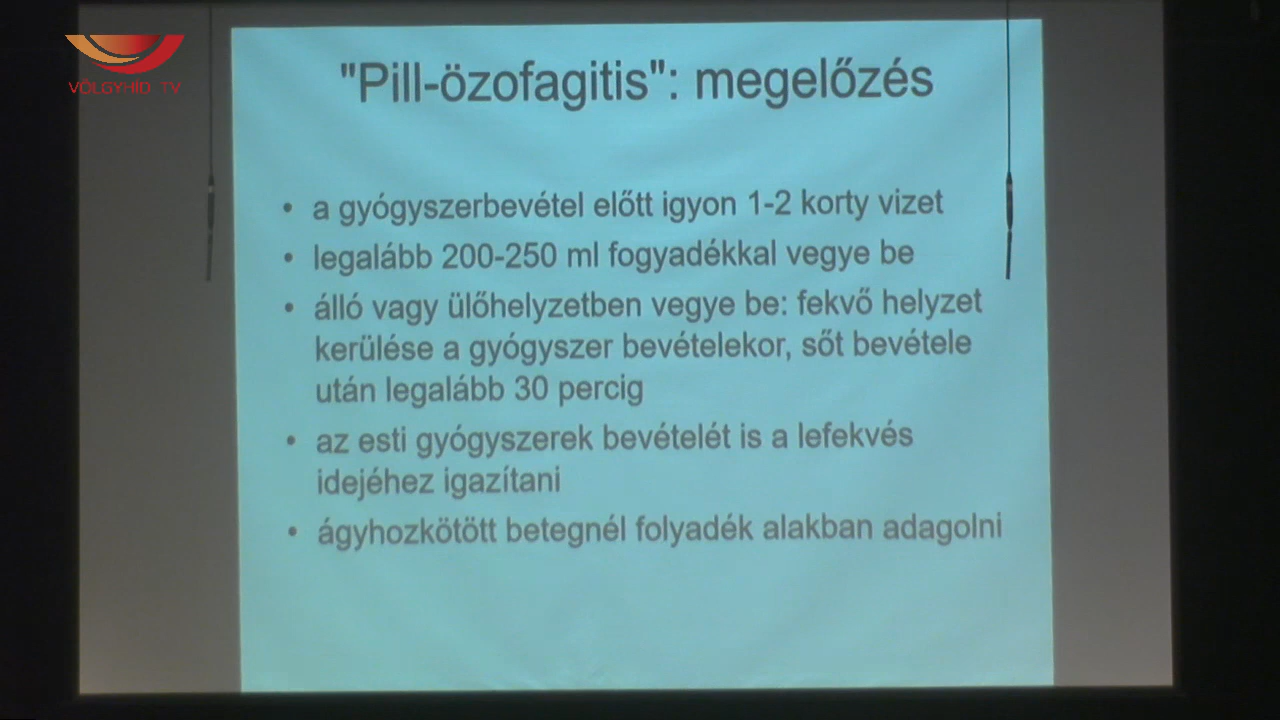 VÖLGYHÍD TV
"Pill-özofagitis": megelőzés
• a gyógyszerbevétel előtt igyon 1-2 korty vizet
• legalább 200-250 ml fogyadékkal vegye be
• álló vagy ülőhelyzetben vegye be: fekvő helyzet
kerülése a gyógyszer bevételekor, sőt bevétele
után legalább 30 percig
• az esti gyógyszerek bevételét is a lefekvés
idejéhez igazítani
• ágyhozkötött betegnél folyadék alakban adagolni